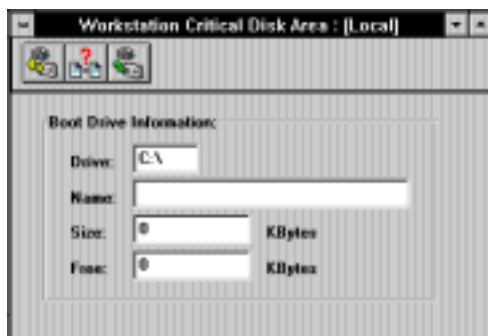 Workstation Critical Disk Area : (Local)
?
Boot Drive Information:
Drive: C:\
Name:
Size: 0 KBytes
Free: 0 KBytes